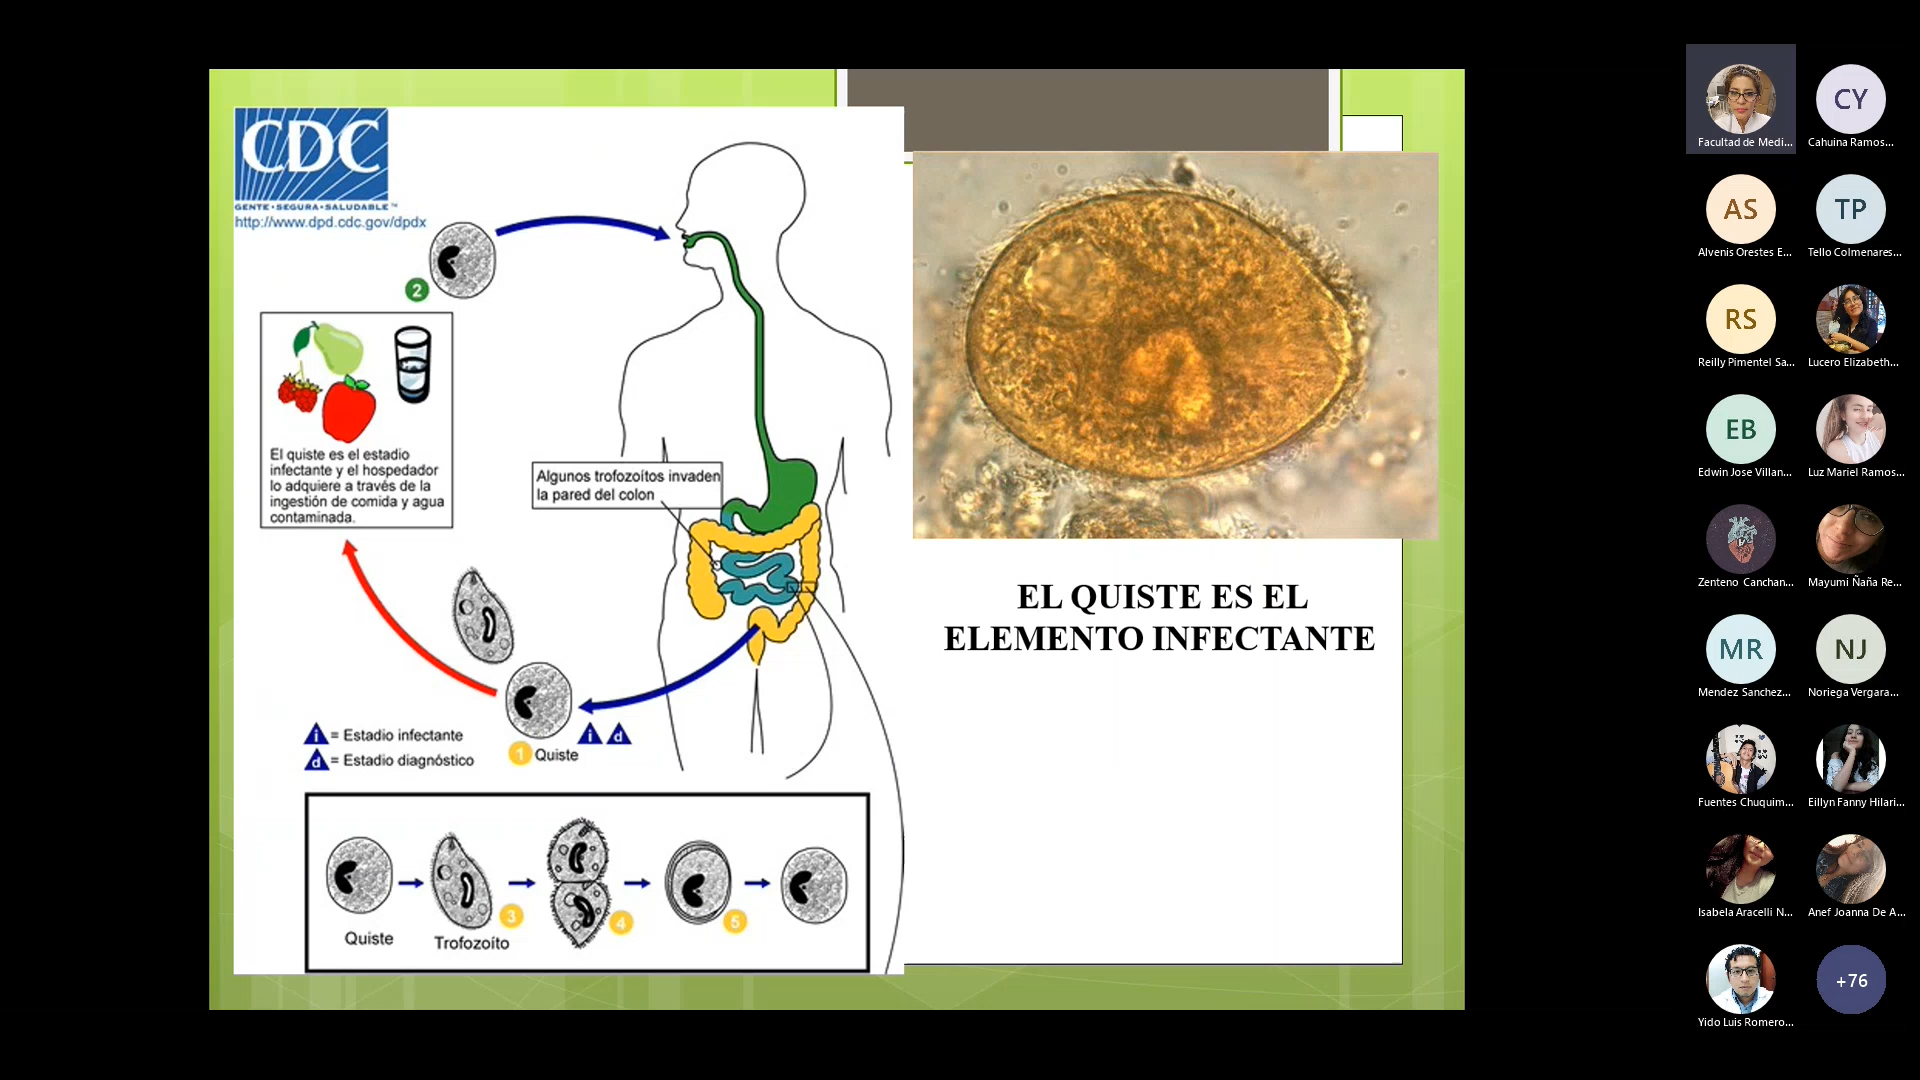 CDC
GENTE•SEGURA•SALUDABLE™
http://www.dpd.cdc.gov/dpdx
2
El quiste es el estadio
infectante y el hospedador
lo adquiere a través de la
ingestión de comida y agua
contaminada.
Algunos trofozoítos invaden
la pared del colon
i = Estadio infectante
d = Estadio diagnóstico
i d
1 Quiste
3
4
5
Quiste
Trofozoíto
EL QUISTE ES EL
ELEMENTO INFECTANTE
Facultad de Medi...
CY
Cahuina Ramos...
AS
Alvenis Orestes E...
TP
Tello Colmenares...
RS
Reilly Pimentel Sa...
Lucero Elizabeth...
EB
Edwin Jose Villan...
Luz Mariel Ramos...
Zenteno Canchan...
Mayumi Ñaña Re...
MR
Mendez Sanchez...
NJ
Noriega Vergara...
Fuentes Chuquim...
Eillyn Fanny Hilari...
Isabela Aracelli N...
Anef Joanna De A...
Yido Luis Romero...
+76